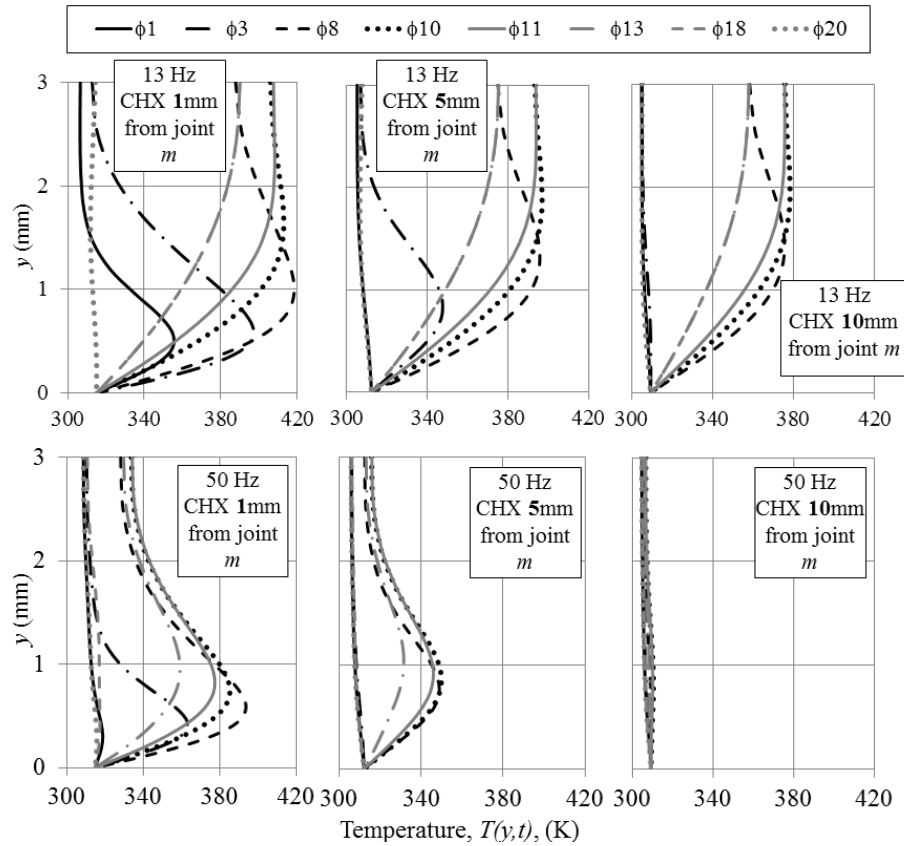 ϕ1 ϕ3 ϕ8 ϕ10 ϕ11 ϕ13 ϕ18 ϕ20
3
2
1
0
y (mm)
13 Hz
CHX 1mm
from joint
m
300 340 380 420
13 Hz
CHX 5mm
from joint
m
300 340 380 420
13 Hz
CHX 10mm
from joint m
300 340 380 420
3
2
1
0
y (mm)
50 Hz
CHX 1mm
from joint
m
300 340 380 420
50 Hz
CHX 5mm
from joint
m
300 340 380 420
50 Hz
CHX 10mm
from joint
m
300 340 380 420
Temperature, T(y,t), (K)